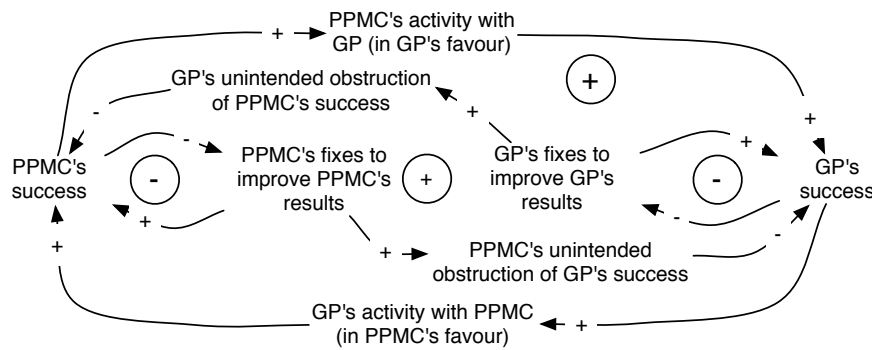 PPMC's activity with
GP (in GP's favour)
+
GP's unintended obstruction
of PPMC's success
+
-
+
+
PPMC's
success
-
-
PPMC's fixes to
improve PPMC's
results
+
GP's fixes to
improve GP's
results
+
-
GP's
success
+
-
+
+
PPMC's unintended
obstruction of GP's success
-
GP's activity with PPMC
(in PPMC's favour)
+